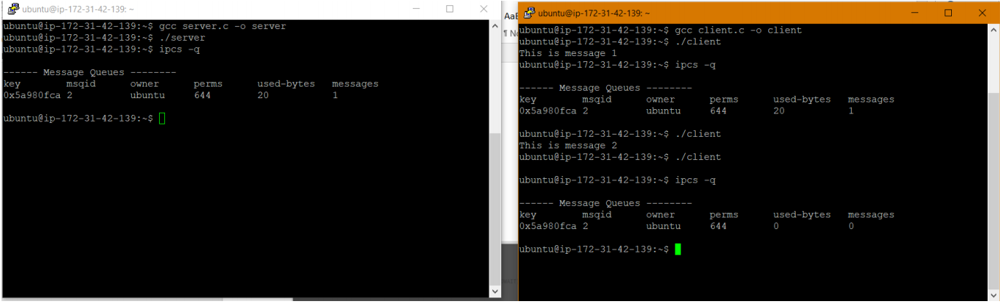 ubuntu@ip-172-31-42-139: ~
ubuntu@ip-172-31-42-139:~$ gcc server.c -o server
ubuntu@ip-172-31-42-139:~$ ./server
ubuntu@ip-172-31-42-139:~$ ipcs -q
------ Message Queues --------
key msqid owner perms used-bytes messages
0x5a980fca 2 ubuntu 644 20 1
ubuntu@ip-172-31-42-139:~$
AaB
¶ No
ubuntu@ip-172-31-42-139: ~
ubuntu@ip-172-31-42-139:~$ gcc client.c -o client
ubuntu@ip-172-31-42-139:~$ ./client
This is message 1
ubuntu@ip-172-31-42-139:~$ ipcs -q
------ Message Queues --------
key msqid owner perms used-bytes messages
0x5a980fca 2 ubuntu 644 20 1
ubuntu@ip-172-31-42-139:~$ ./client
This is message 2
ubuntu@ip-172-31-42-139:~$ ./client
ubuntu@ip-172-31-42-139:~$ ipcs -q
------ Message Queues --------
key msqid owner perms used-bytes messages
0x5a980fca 2 ubuntu 644 0 0
ubuntu@ip-172-31-42-139:~$